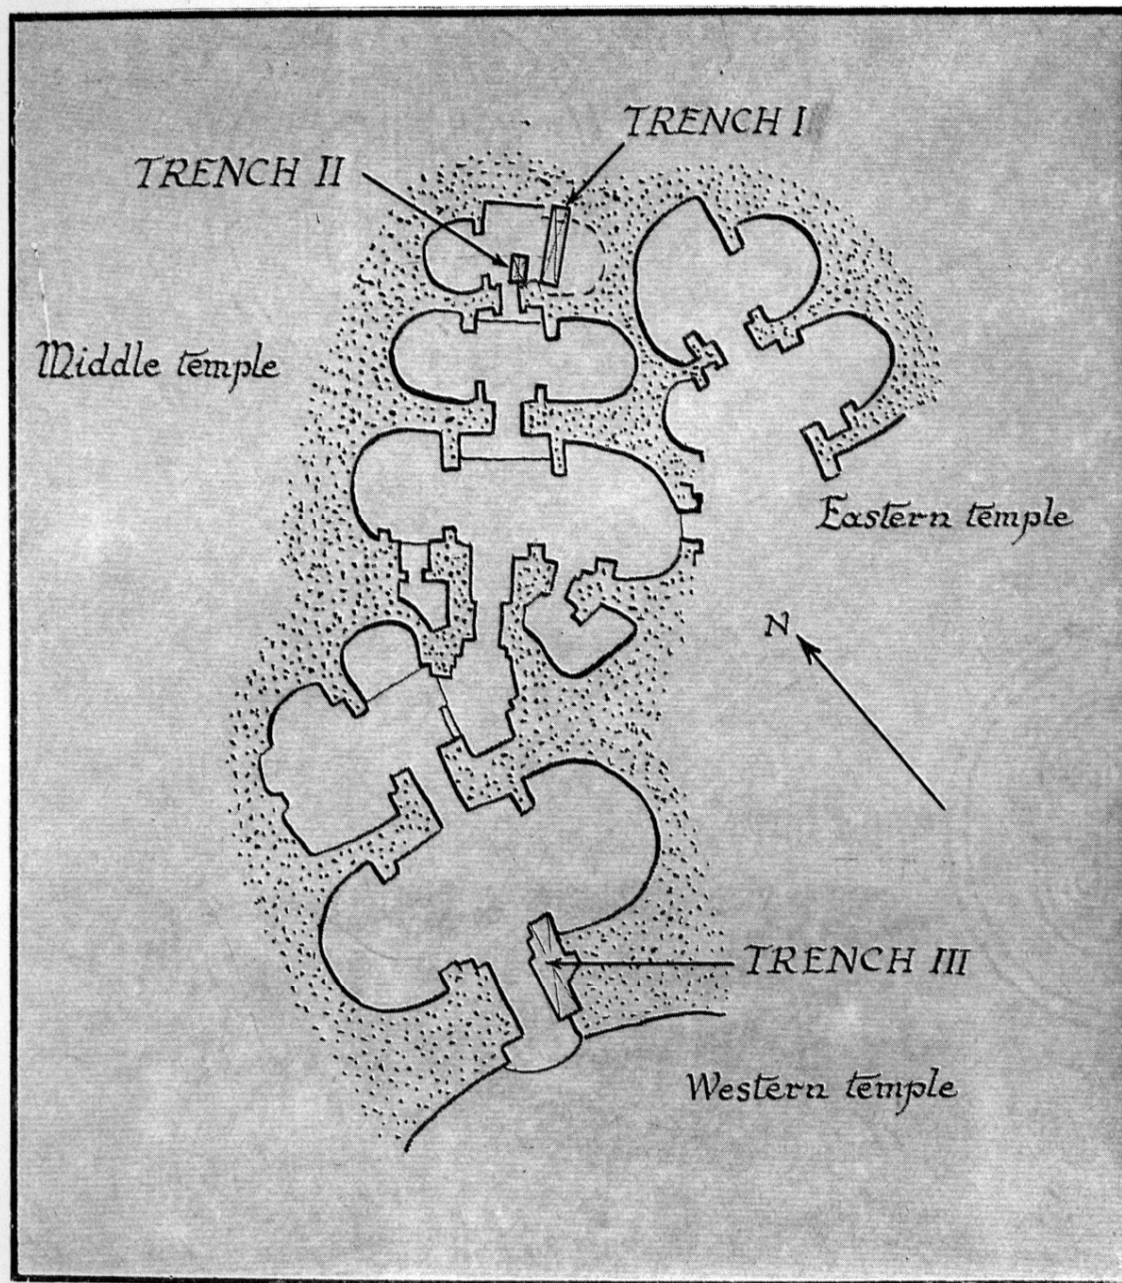 TRENCH I
TRENCH II
Middle temple
Eastern temple
N
TRENCH III
Western temple